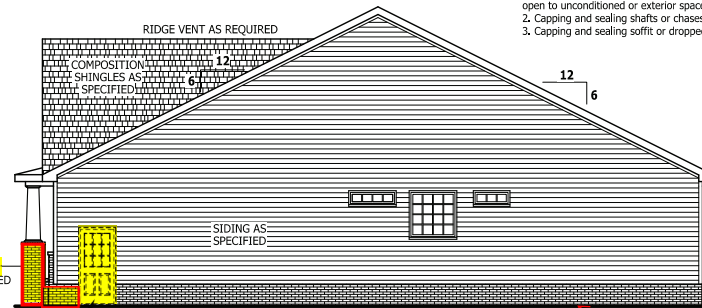 open to unconditioned or exterior space
2. Capping and sealing shafts or chases
3. Capping and sealing soffit or droppe
RIDGE VENT AS REQUIRED
COMPOSITION
SHINGLES AS
SPECIFIED
12
6
12
6
SIDING AS
SPECIFIED
ED